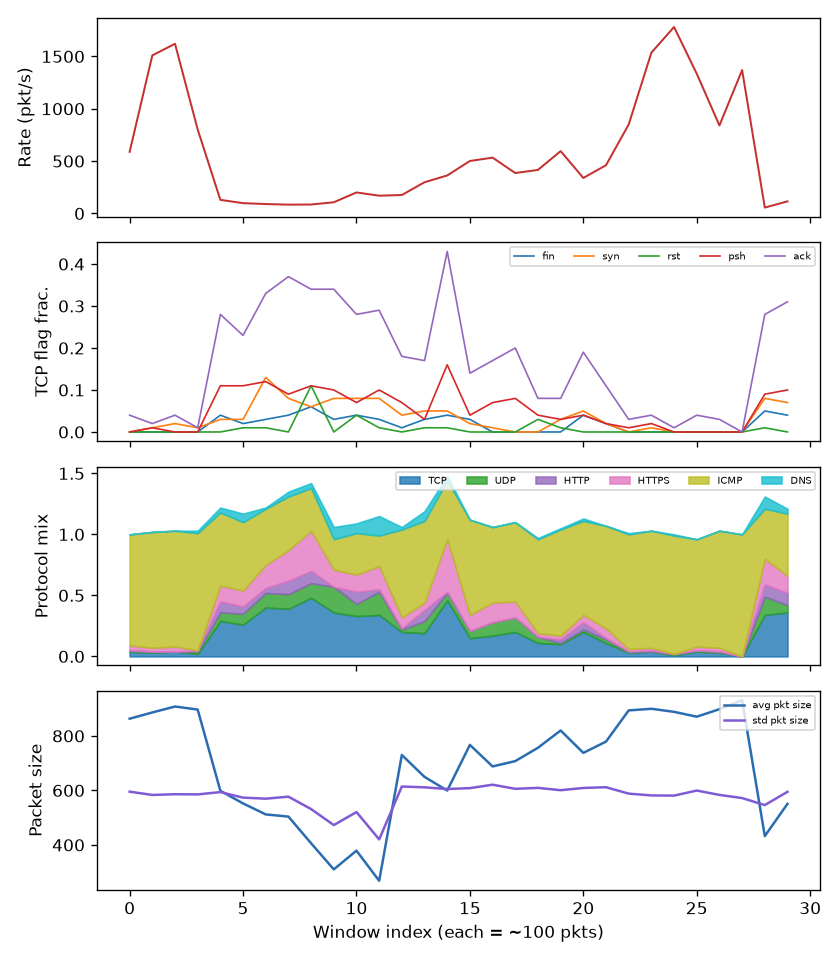 Rate (pkt/s)
1500
1000
500
0
TCP flag frac.
0.4
0.3
0.2
0.1
0.0
fin syn rst psh ack
Protocol mix
1.5
1.0
0.5
0.0
TCP UDP HTTP HTTPS ICMP DNS
Packet size
800
600
400
avg pkt size
std pkt size
0 5 10 15 20 25 30
Window index (each = ~100 pkts)